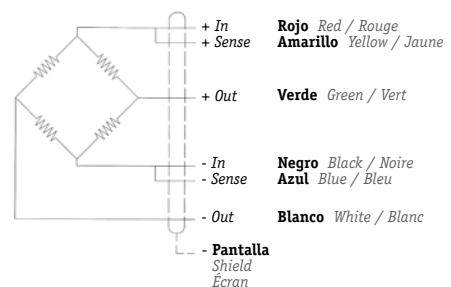 + In Rojo Red / Rouge
+ Sense Amarillo Yellow / Jaune
+ Out Verde Green / Vert
- In Negro Black / Noire
- Sense Azul Blue / Bleu
- Out Blanco White / Blanc
- Pantalla
Shield
Écran